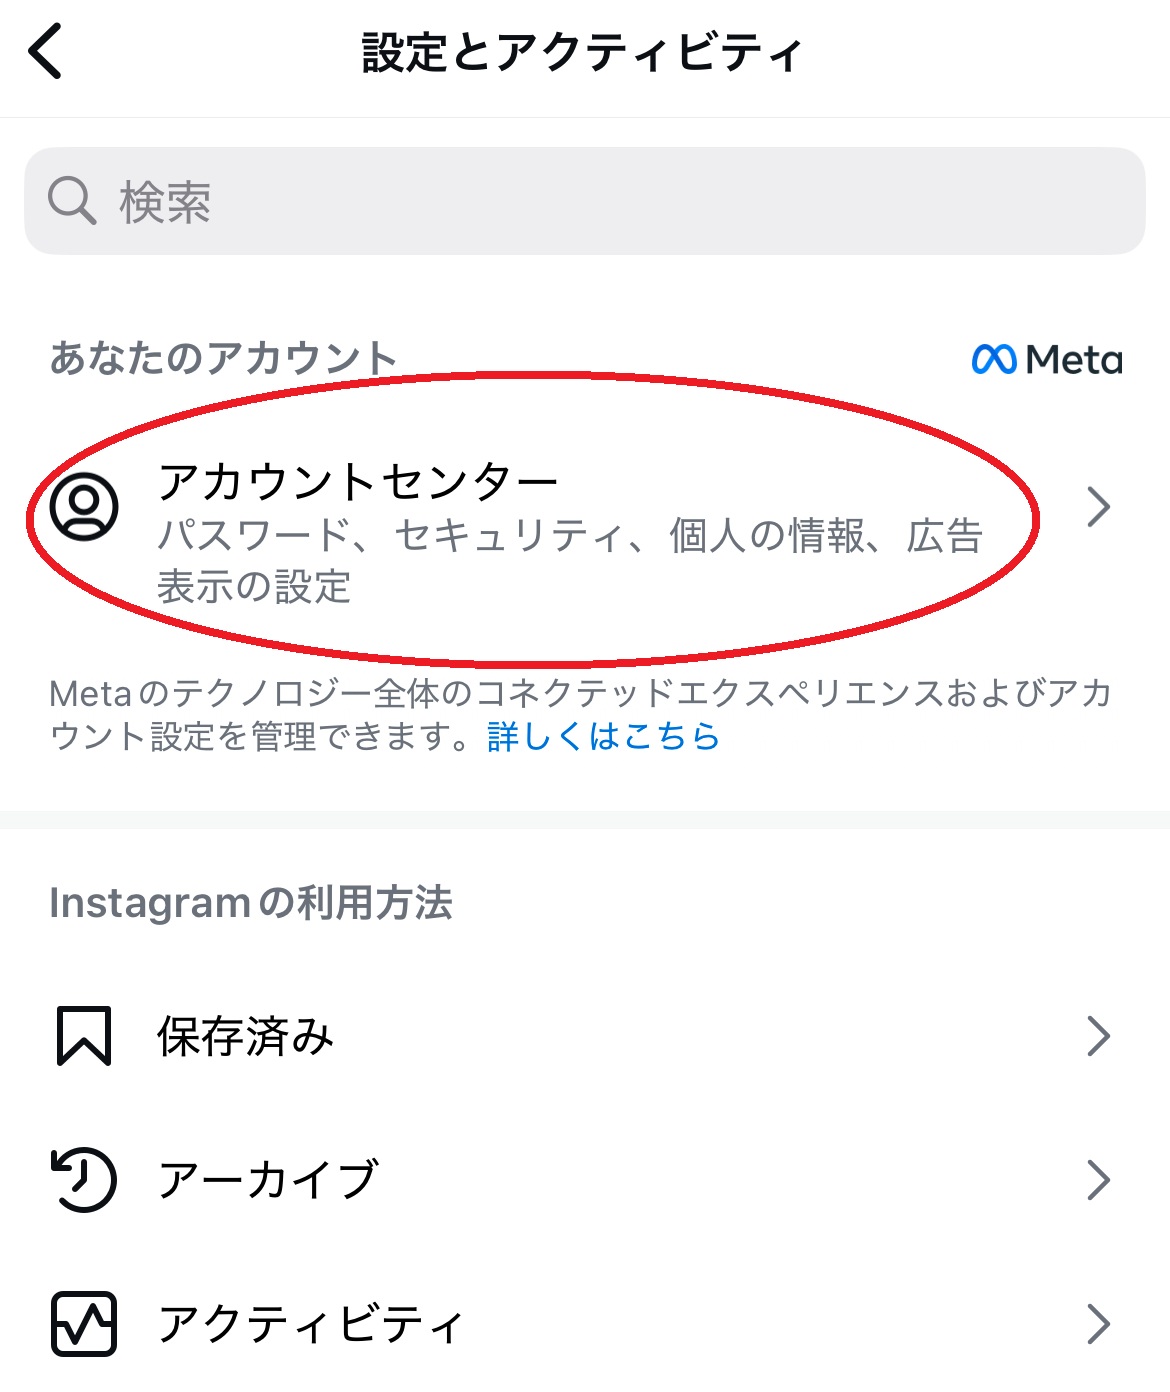 設定とアクティビティ
検索
あなたのアカウント
Meta
アカウントセンター
パスワード、セキュリティ、個人の情報、広告
表示の設定
Metaのテクノロジー全体のコネクテッドエクスペリエンスおよびアカ
ウント設定を管理できます。詳しくはこちら
Instagramの利用方法
保存済み
アーカイブ
アクティビティ